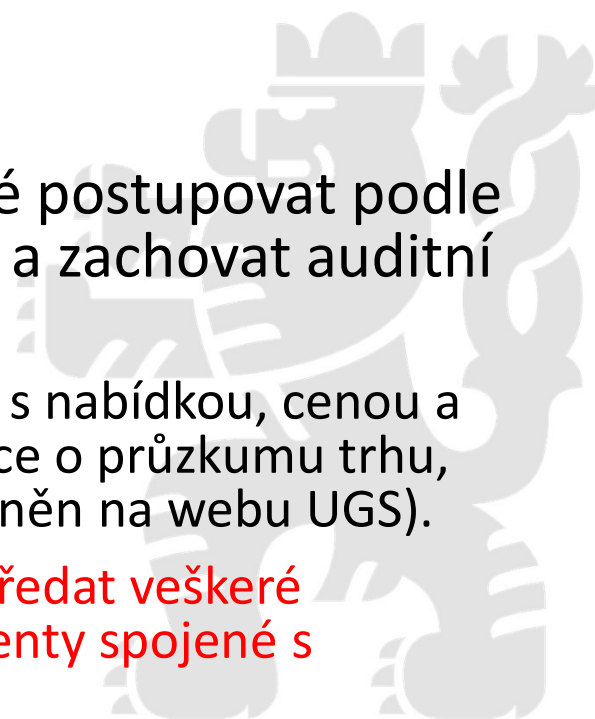 é postupovat podle
a zachovat auditní
s nabídkou, cenou a
ce o průzkumu trhu,
něn na webu UGS).
ředat veškeré
enty spojené s